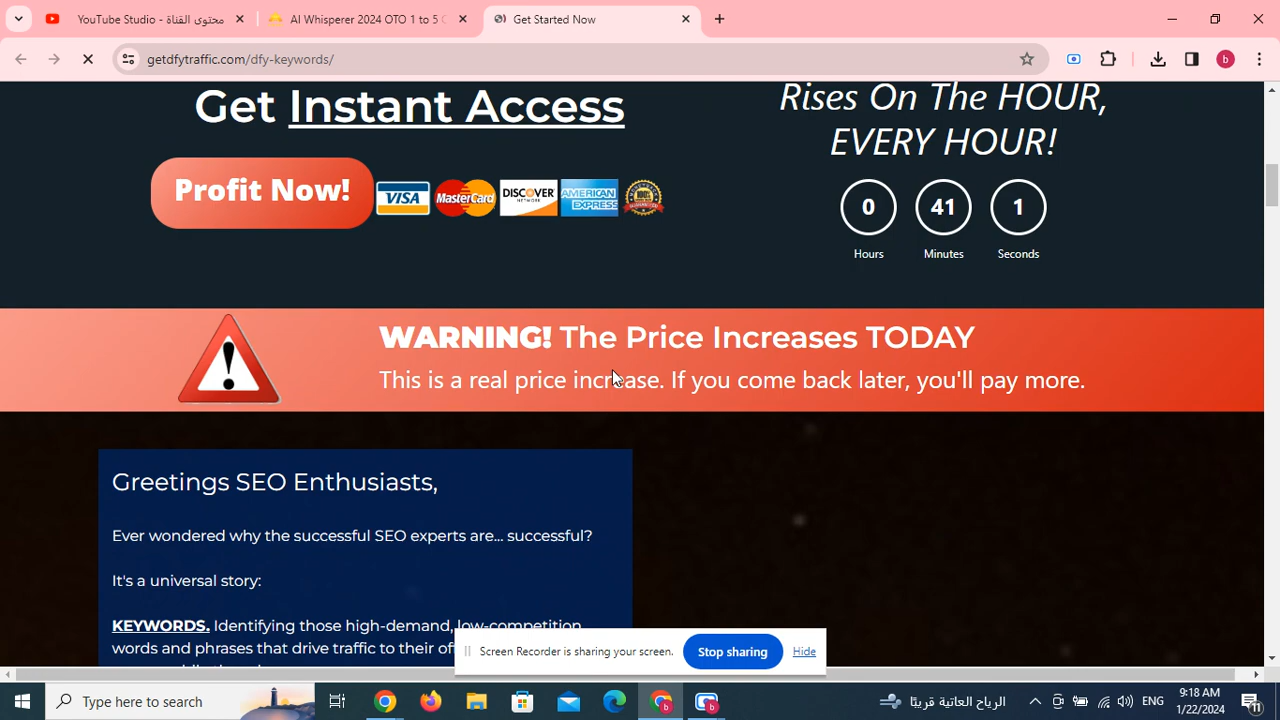 محتوى القناة - YouTube Studio
AI Whisperer 2024 OTO 1 to 5
Get Started Now
getdfytraffic.com/dfy-keywords/
b
Get Instant Access
Profit Now!
VISA
MasterCard
DISCOVER
NETWORK
AMERICAN
EXPRESS
Rises On The HOUR,
EVERY HOUR!
0 41 1
Hours Minutes Seconds
WARNING! The Price Increases TODAY
This is a real price increase. If you come back later, you'll pay more.
Greetings SEO Enthusiasts,
Ever wondered why the successful SEO experts are... successful?
It's a universal story:
KEYWORDS. Identifying those high-demand, low-competition
words and phrases that drive traffic to their
Screen Recorder is sharing your screen. Stop sharing Hide
Type here to search
الرياح العاتية قريبًا
ENG
9:18 AM
1/22/2024
11